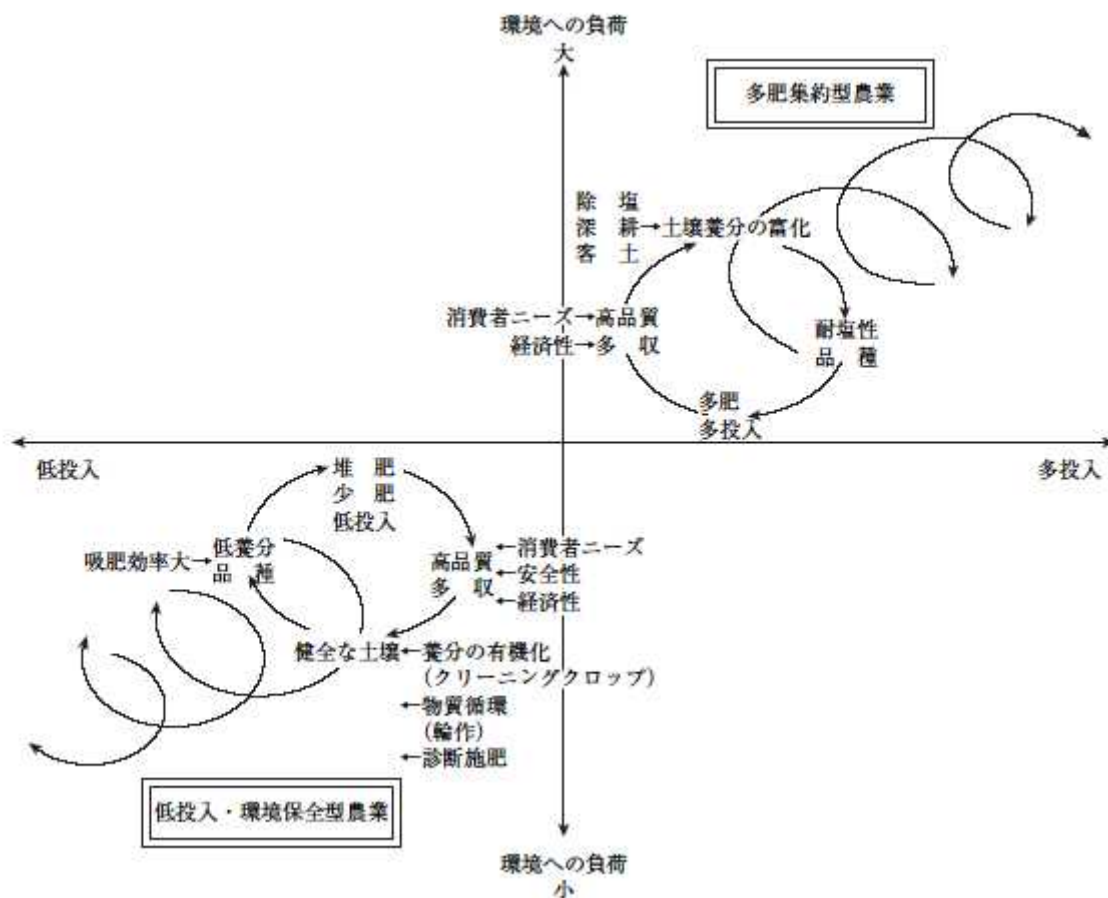 環境への負荷
大
多肥集約型農業
除　塩
深　耕→土壌養分の富化
客　土
消費者ニーズ→高品質
経済性→多　収
耐塩性
品　種
多肥
多投入
低投入
多投入
堆　肥
少　肥
低投入
吸肥効率大→低養分
品　種
高品質←消費者ニーズ
多　収←安全性
←経済性
健全な土壌←養分の有機化
(クリーニングクロップ)
←物質循環
(輪作)
←診断施肥
低投入・環境保全型農業
環境への負荷
小